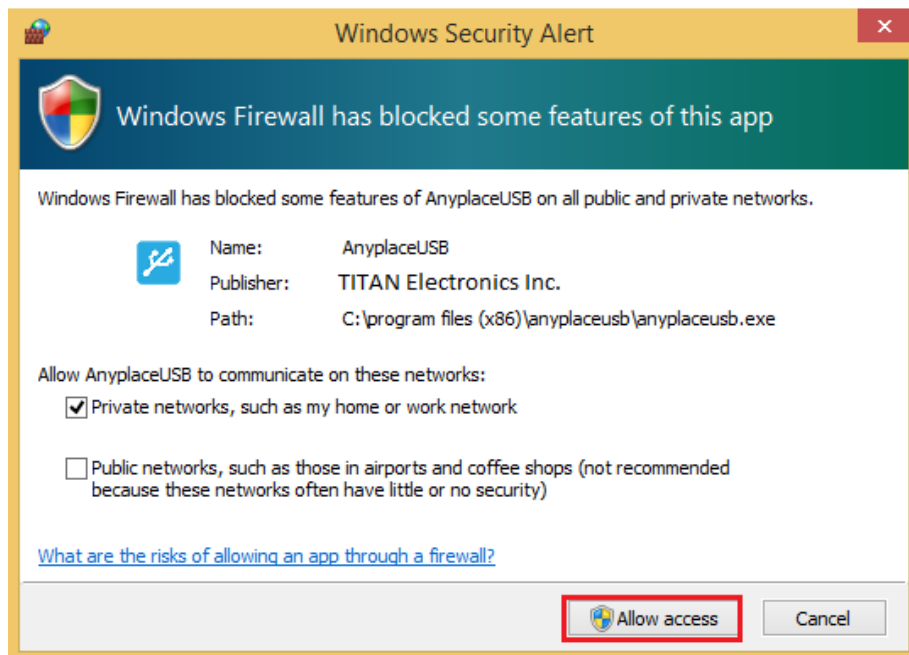 Windows Security Alert
Windows Firewall has blocked some features of this app
Windows Firewall has blocked some features of AnyplaceUSB on all public and private networks.
Name: AnyplaceUSB
Publisher: TITAN Electronics Inc.
Path: C:\program files (x86)\anyplaceusb\anyplaceusb.exe
Allow AnyplaceUSB to communicate on these networks:
Private networks, such as my home or work network
Public networks, such as those in airports and coffee shops (not recommended
because these networks often have little or no security)
What are the risks of allowing an app through a firewall?
Allow access Cancel